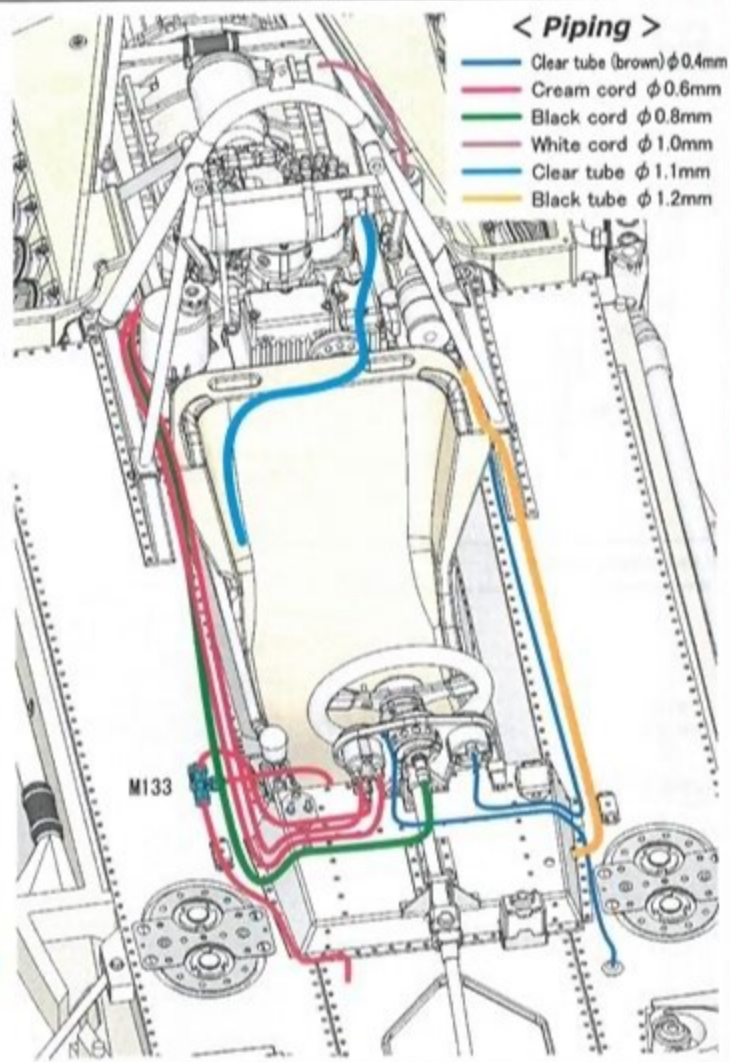 < Piping >
Clear tube (brown) φ0.4mm
Cream cord φ0.6mm
Black cord φ0.8mm
White cord φ1.0mm
Clear tube φ1.1mm
Black tube φ1.2mm
M133